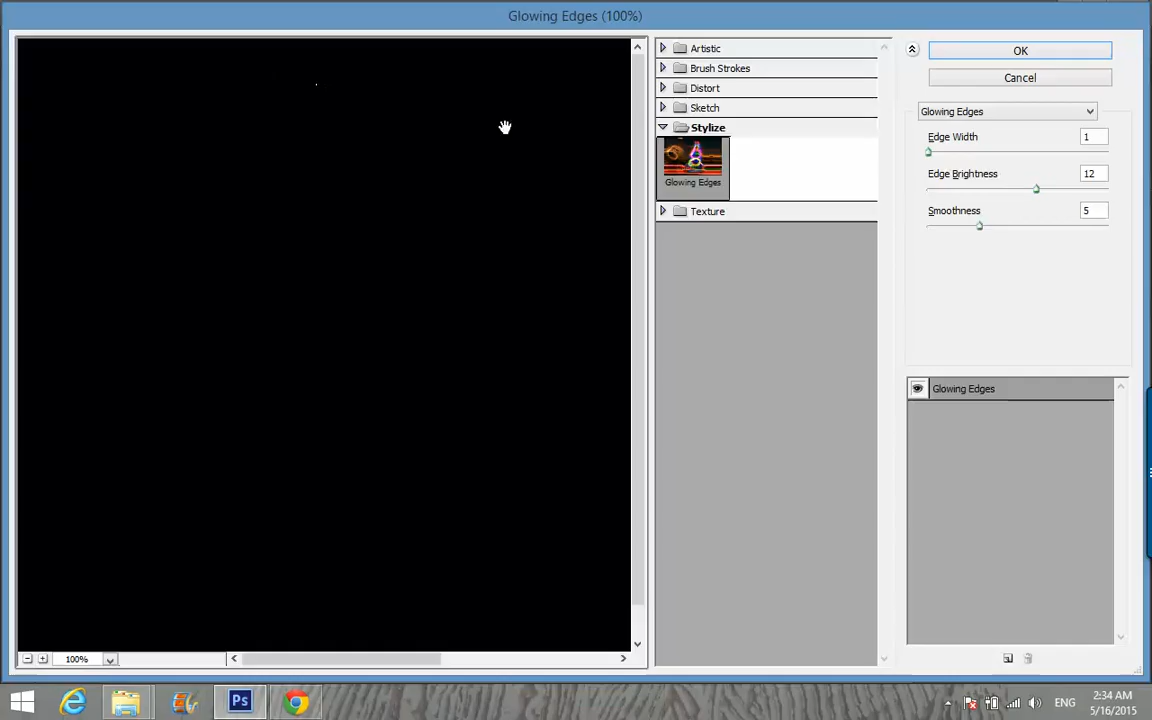 Glowing Edges (100%)
Artistic
Brush Strokes
Distort
Sketch
Stylize
Glowing Edges
Texture
OK
Cancel
Glowing Edges
Edge Width 1
Edge Brightness 12
Smoothness 5
Glowing Edges
100%
Ps
ENG
2:34 AM
5/16/2015